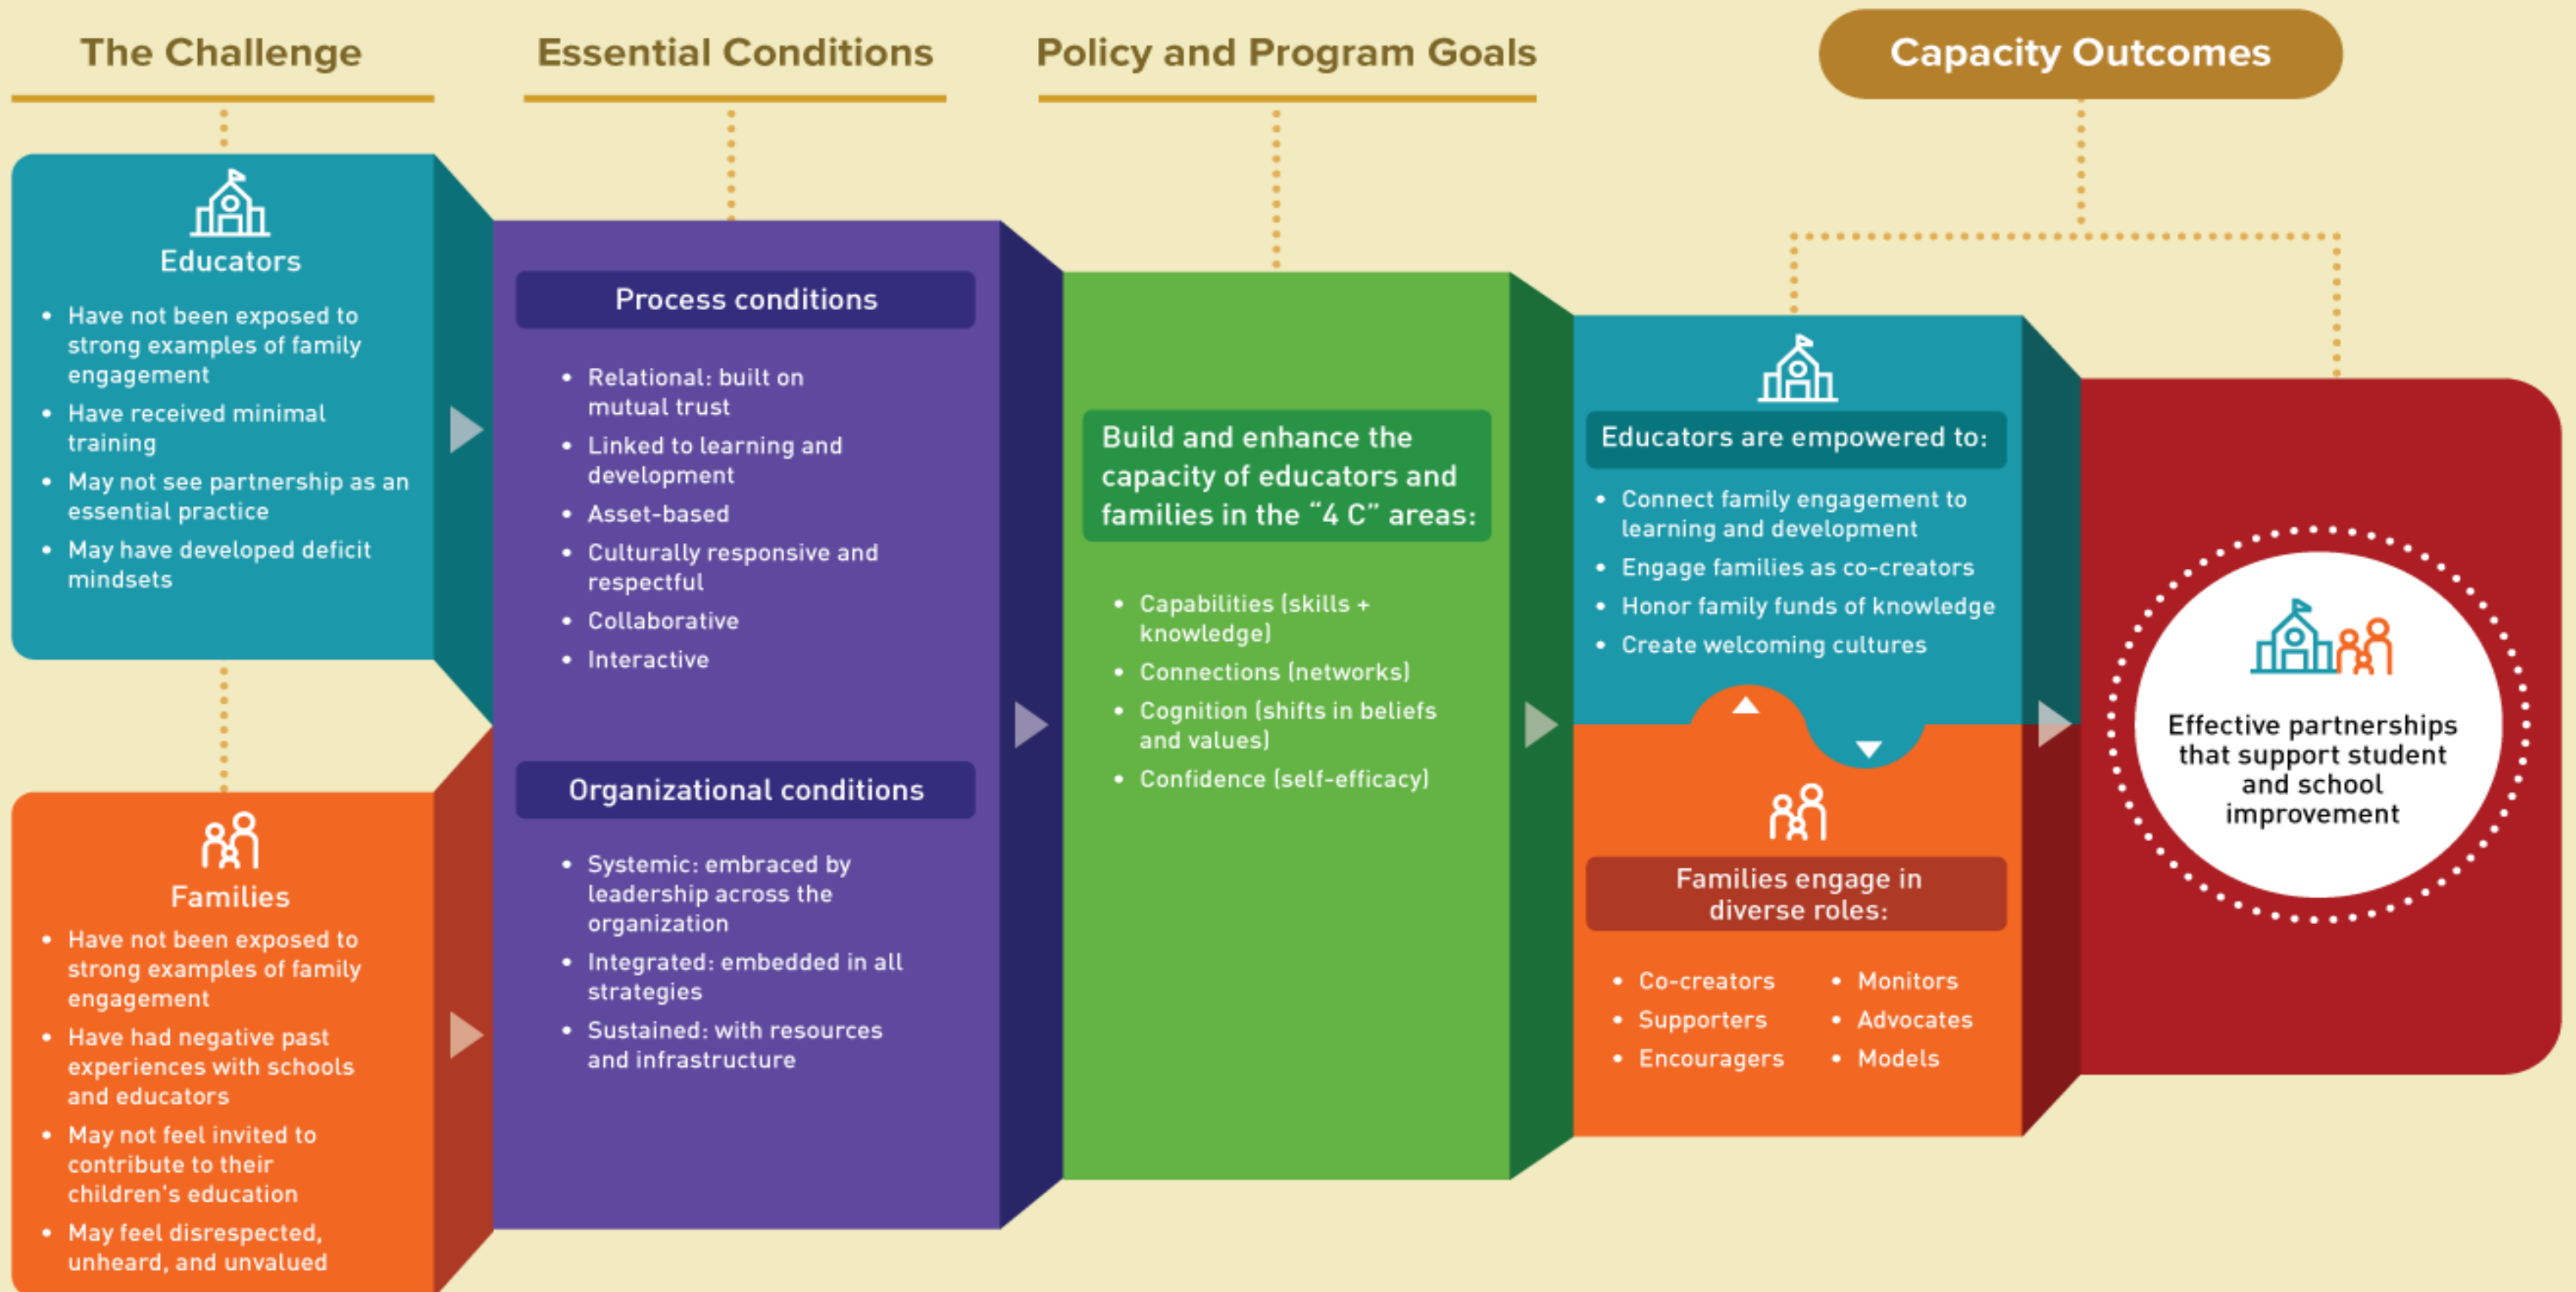 The Challenge
Educators
• Have not been exposed to
strong examples of family
engagement
• Have received minimal
training
• May not see partnership as an
essential practice
• May have developed deficit
mindsets
Families
• Have not been exposed to
strong examples of family
engagement
• Have had negative past
experiences with schools
and educators
• May not feel invited to
contribute to their
children's education
• May feel disrespected,
unheard, and unvalued
Essential Conditions
Process conditions
• Relational: built on
mutual trust
• Linked to learning and
development
• Asset-based
• Culturally responsive and
respectful
• Collaborative
• Interactive
Organizational conditions
• Systemic: embraced by
leadership across the
organization
• Integrated: embedded in all
strategies
• Sustained: with resources
and infrastructure
Policy and Program Goals
Build and enhance the
capacity of educators and
families in the “4 C” areas:
• Capabilities (skills +
knowledge)
• Connections (networks)
• Cognition (shifts in beliefs
and values)
• Confidence (self-efficacy)
Capacity Outcomes
Educators are empowered to:
• Connect family engagement to
learning and development
• Engage families as co-creators
• Honor family funds of knowledge
• Create welcoming cultures
Families engage in
diverse roles:
• Co-creators
• Supporters
• Encouragers
• Monitors
• Advocates
• Models
Effective partnerships
that support student
and school
improvement